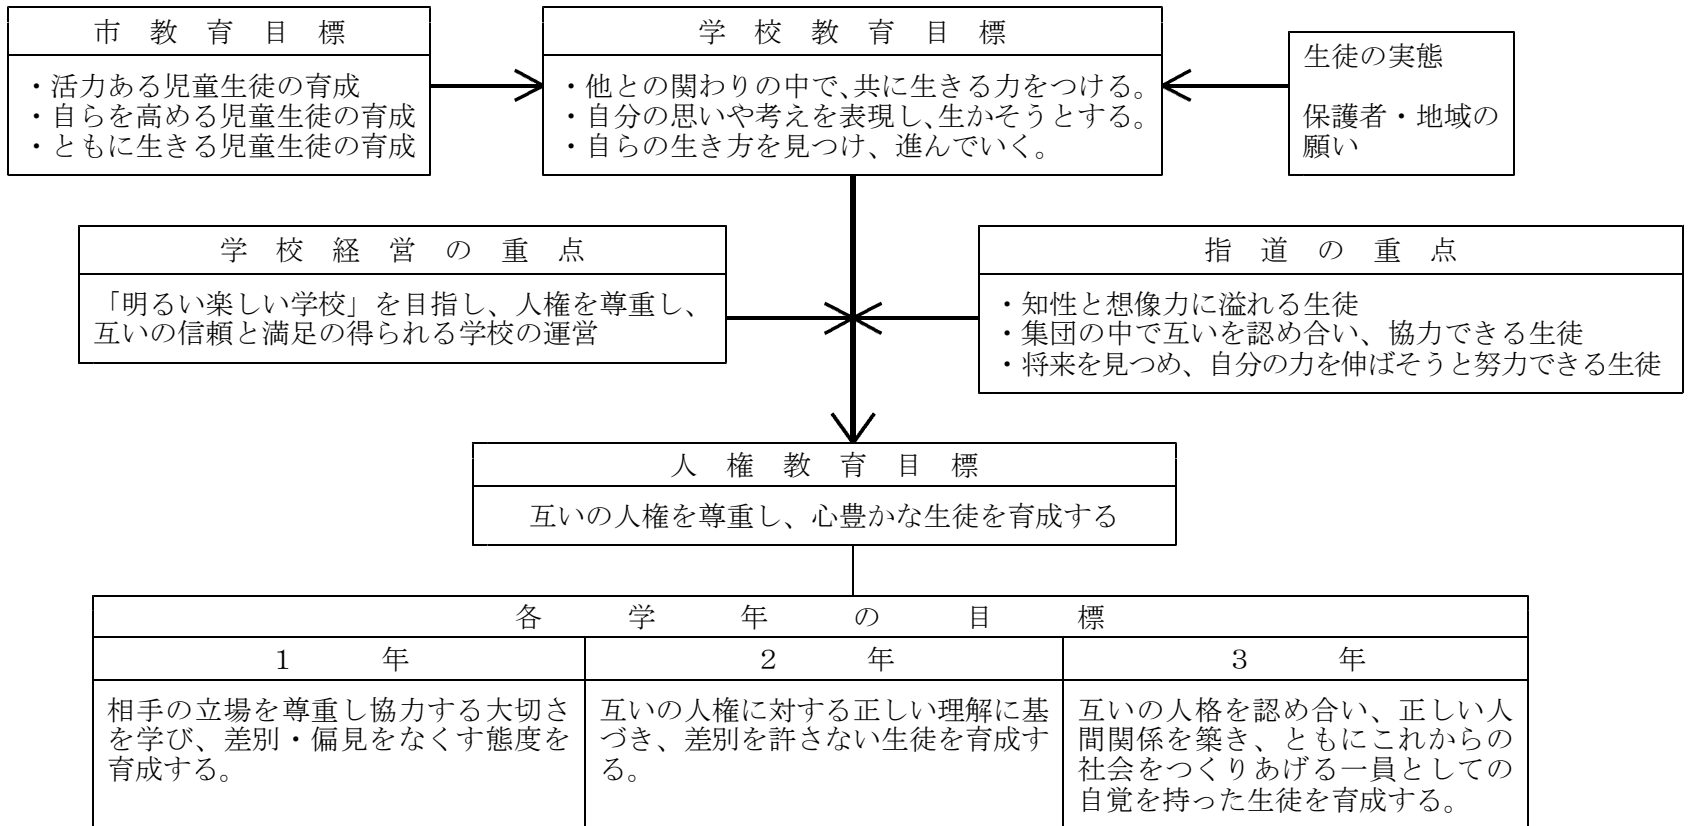 市教育目標
・活力ある児童生徒の育成
・自らを高める児童生徒の育成
・ともに生きる児童生徒の育成
学校教育目標
・他との関わりの中で、共に生きる力をつける。
・自分の思いや考えを表現し、生かそうとする。
・自らの生き方を見つけ、進んでいく。
生徒の実態
保護者・地域の
願い
学校経営の重点
「明るい楽しい学校」を目指し、人権を尊重し、
互いの信頼と満足の得られる学校の運営
指導の重点
・知性と想像力に溢れる生徒
・集団の中で互いを認め合い、協力できる生徒
・将来を見つめ、自分の力を伸ばそうと努力できる生徒
人権教育目標
互いの人権を尊重し、心豊かな生徒を育成する
各学年の目標
１年
相手の立場を尊重し協力する大切さ
を学び、差別・偏見をなくす態度を
育成する。
２年
互いの人権に対する正しい理解に基
づき、差別を許さない生徒を育成す
る。
３年
互いの人格を認め合い、正しい人
間関係を築き、ともにこれからの
社会をつくりあげる一員としての
自覚を持った生徒を育成する。